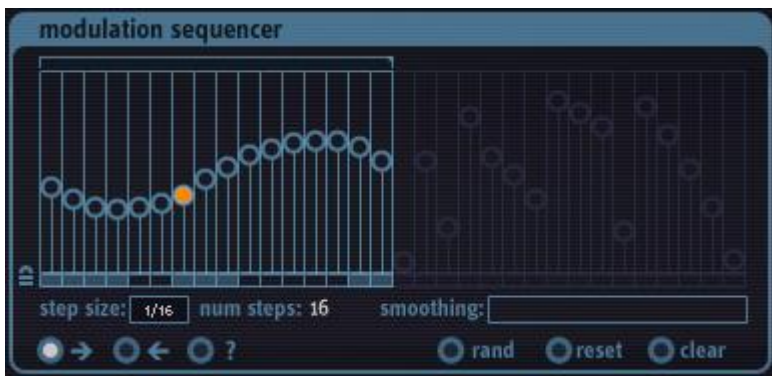 modulation sequencer
step size: 1/16 num steps: 16 smoothing:
→ ← ? rand reset clear